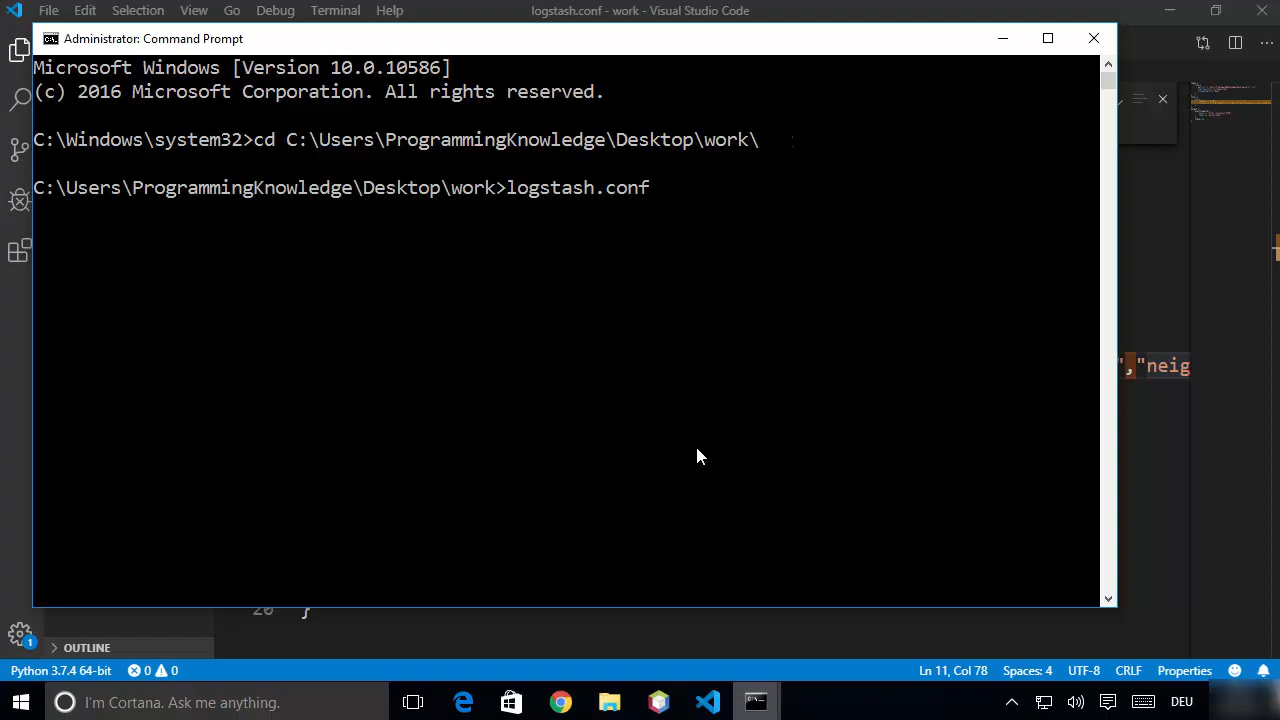 File Edit Selection View Go Debug Terminal Help logstash.conf - work - Visual Studio Code
Administrator: Command Prompt
Microsoft Windows [Version 10.0.10586]
(c) 2016 Microsoft Corporation. All rights reserved.
C:\Windows\system32>cd C:\Users\ProgrammingKnowledge\Desktop\work\
C:\Users\ProgrammingKnowledge\Desktop\work>logstash.conf
","neig
20 }
OUTLINE
1
Python 3.7.4 64-bit 0 0 Ln 11, Col 78 Spaces: 4 UTF-8 CRLF Properties
I'm Cortana. Ask me anything. DEU